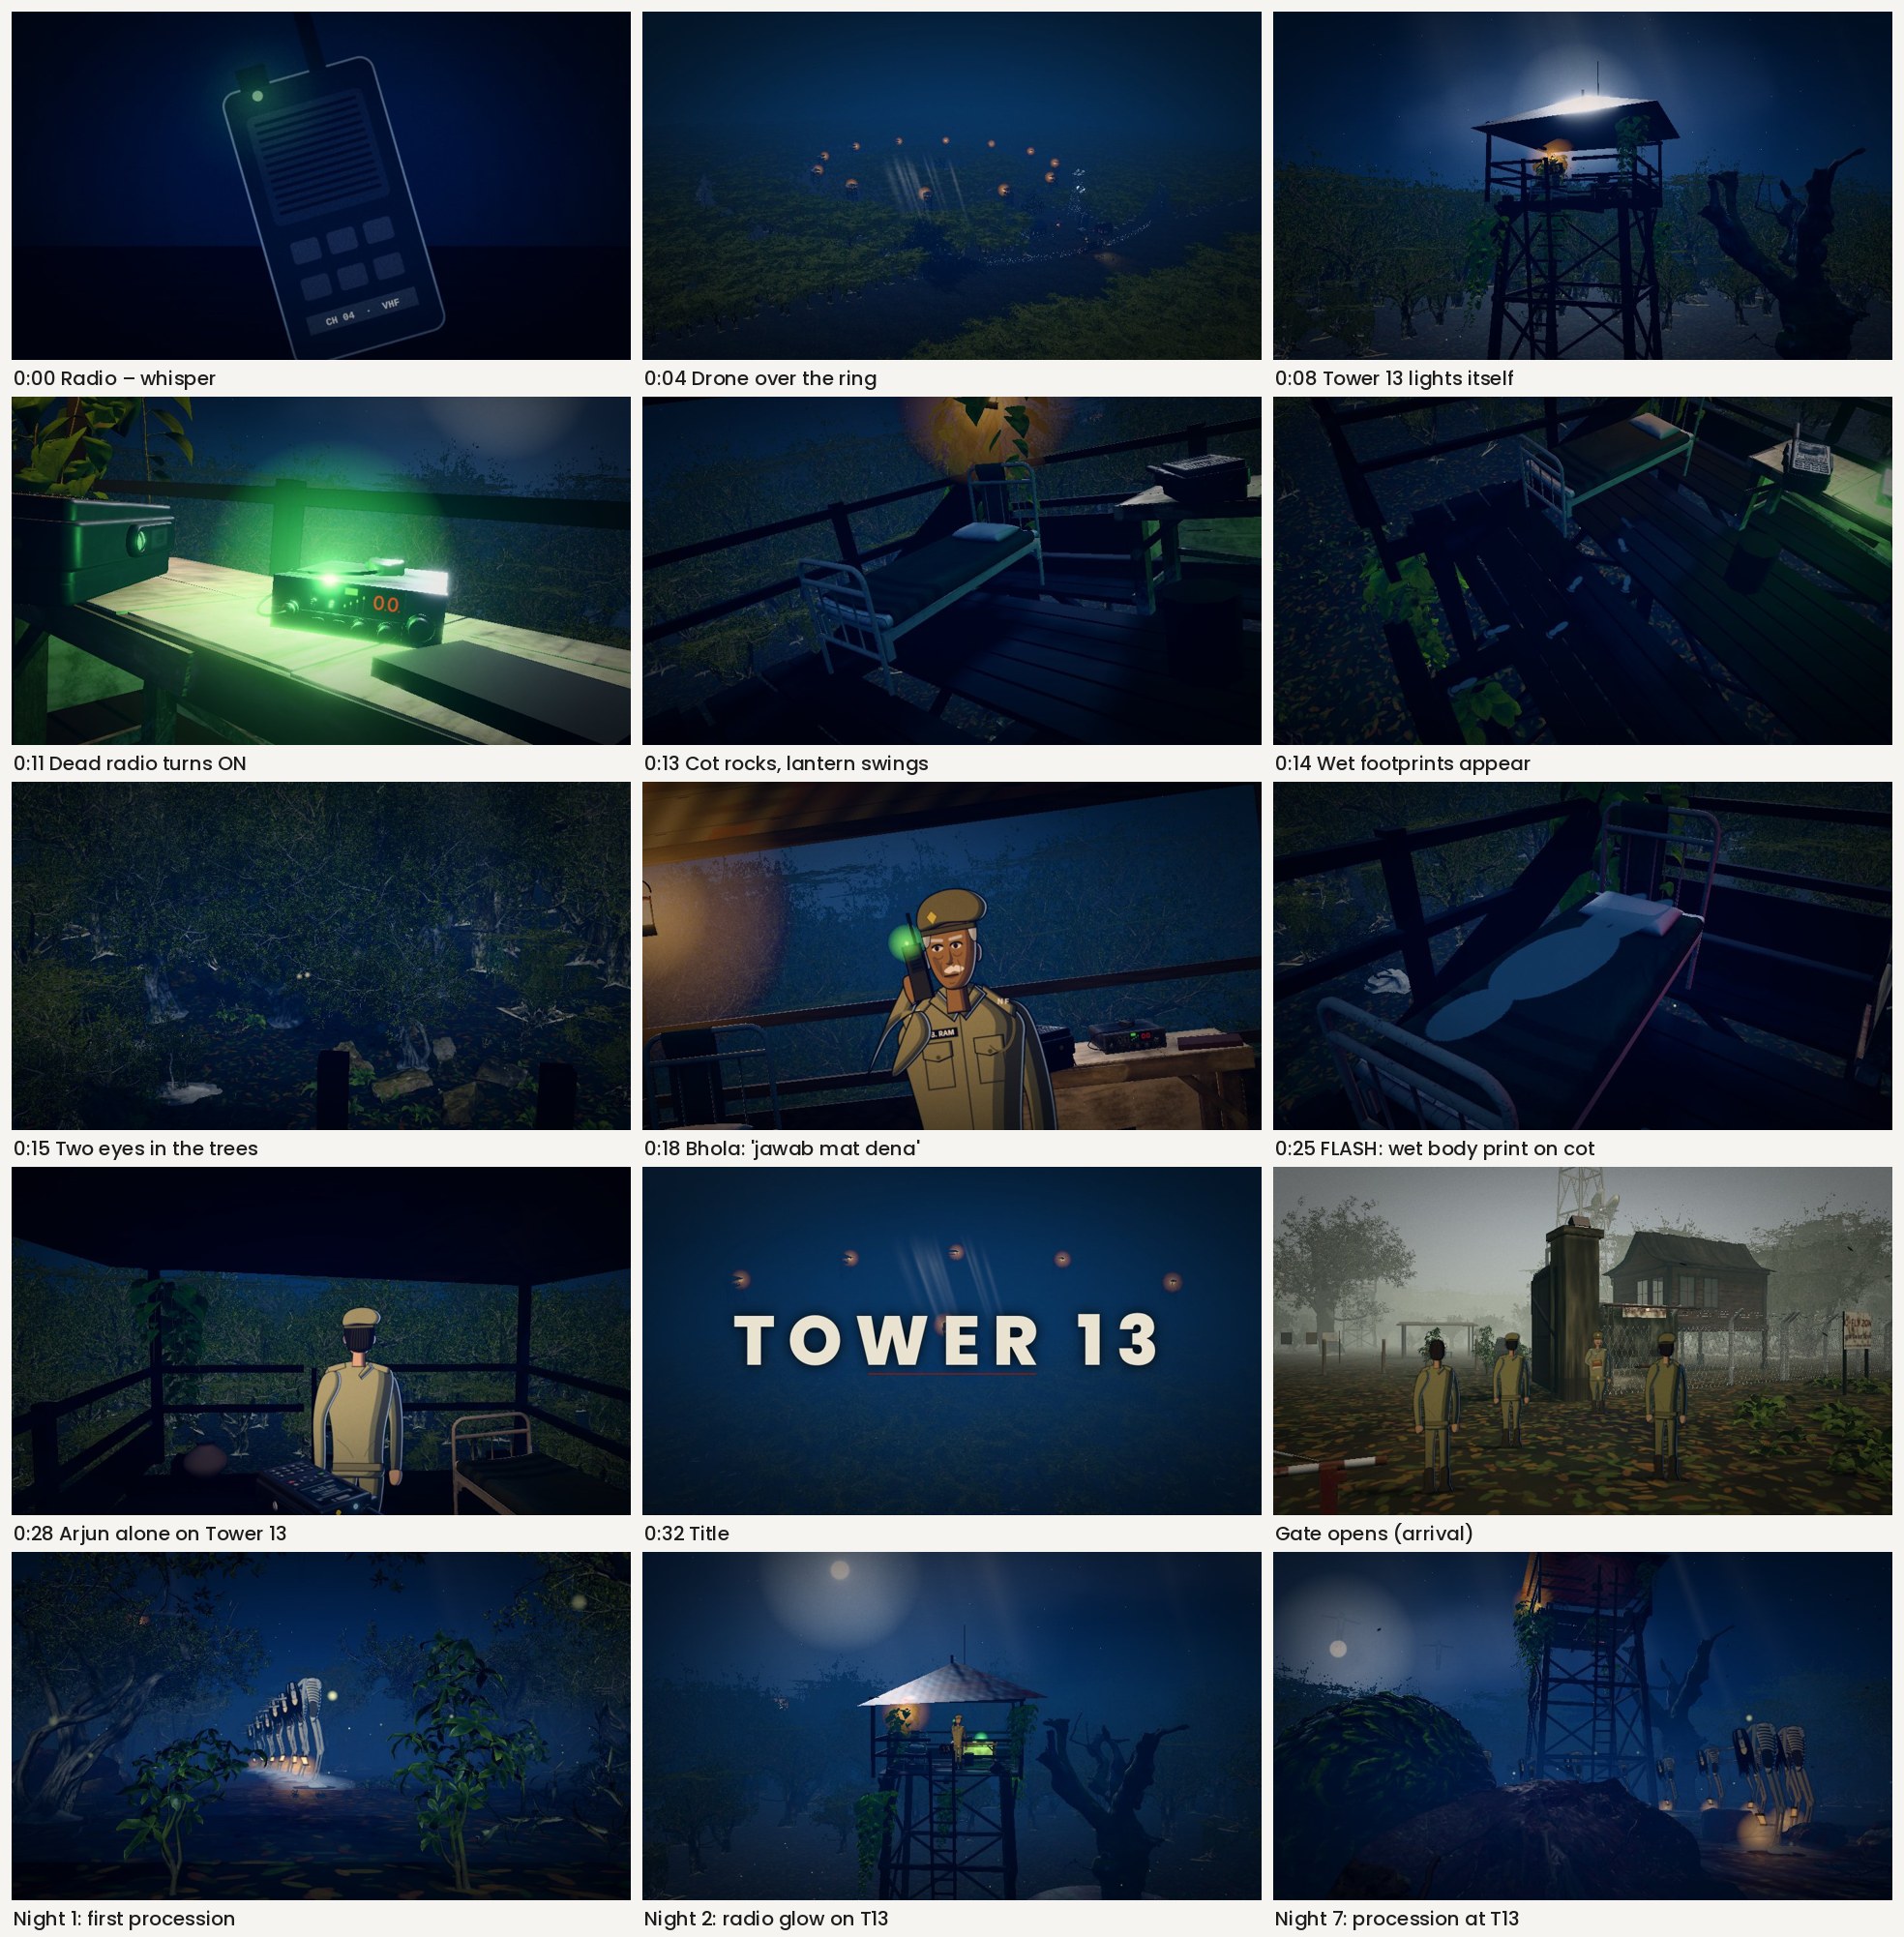 CH 04 · VHF
0:00 Radio – whisper
0:04 Drone over the ring
0:08 Tower 13 lights itself
00
0:11 Dead radio turns ON
0:13 Cot rocks, lantern swings
0:14 Wet footprints appear
0:15 Two eyes in the trees
NF
RAM
0:18 Bhola: 'jawab mat dena'
0:25 FLASH: wet body print on cot
0:28 Arjun alone on Tower 13
TOWER 13
0:32 Title
Gate opens (arrival)
Night 1: first procession
Night 2: radio glow on T13
Night 7: procession at T13